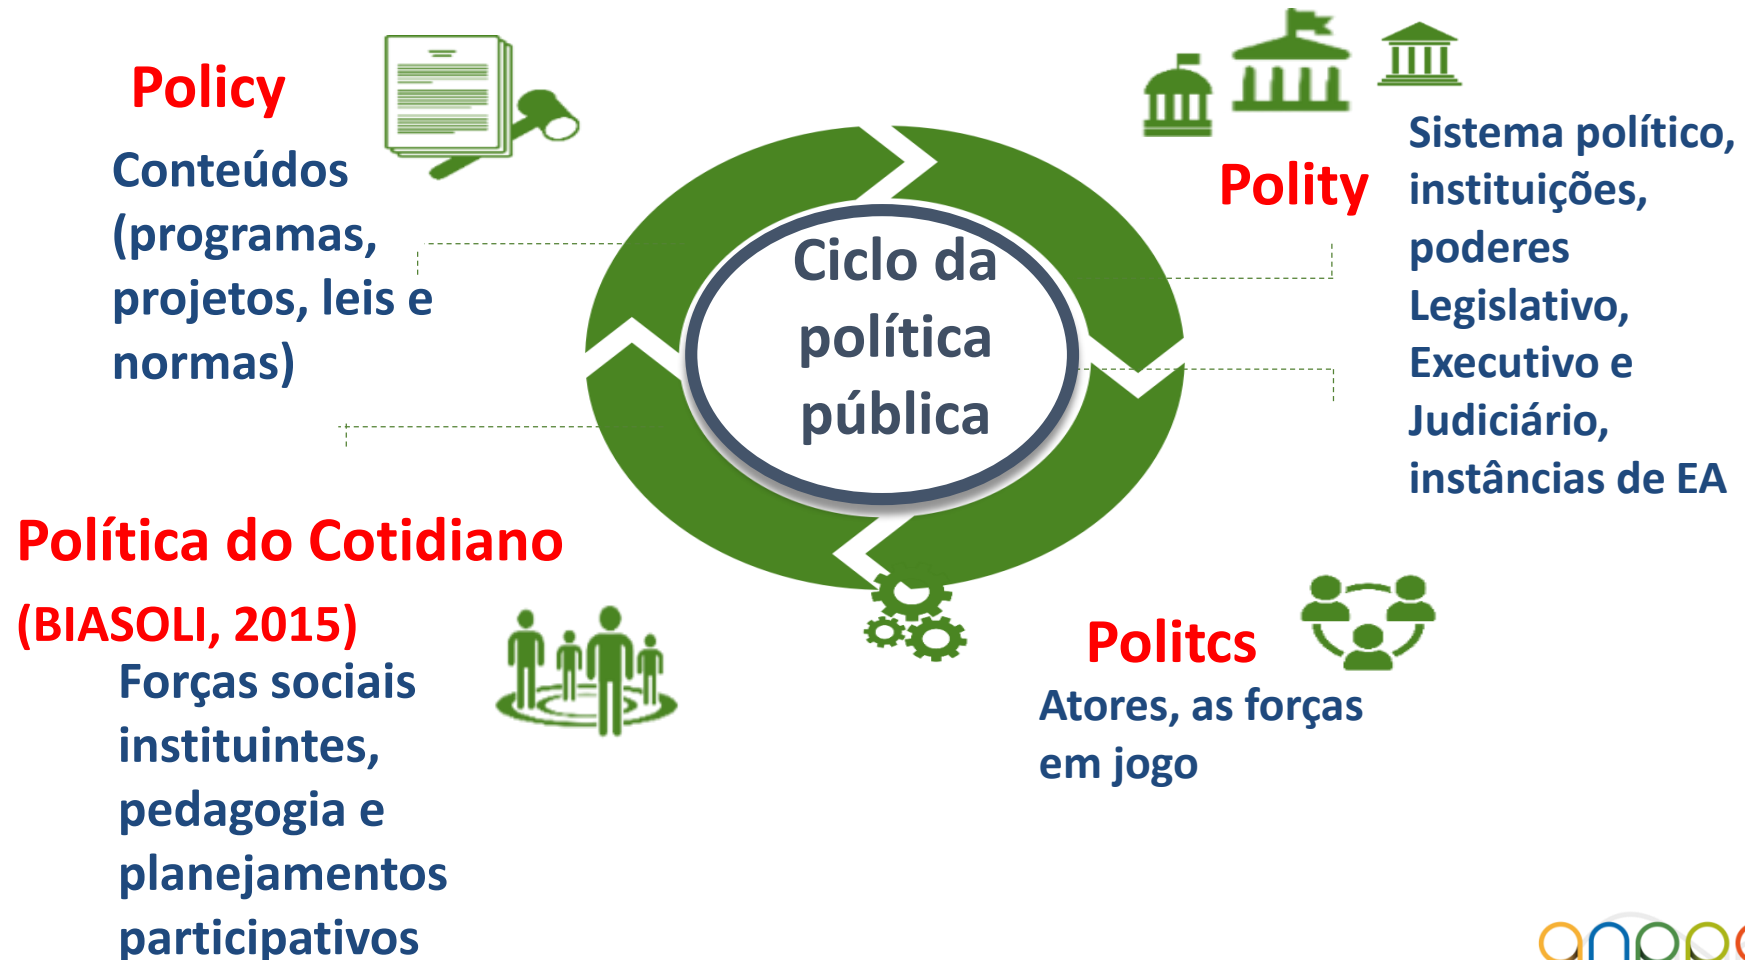 Policy
Conteúdos
(programas,
projetos, leis e
normas)
Polity
Sistema político,
instituições,
poderes
Legislativo,
Executivo e
Judiciário,
instâncias de EA
Ciclo da
política
pública
Política do Cotidiano
(BIASOLI, 2015)
Forças sociais
instituintes,
pedagogia e
planejamentos
participativos
Politcs
Atores, as forças
em jogo